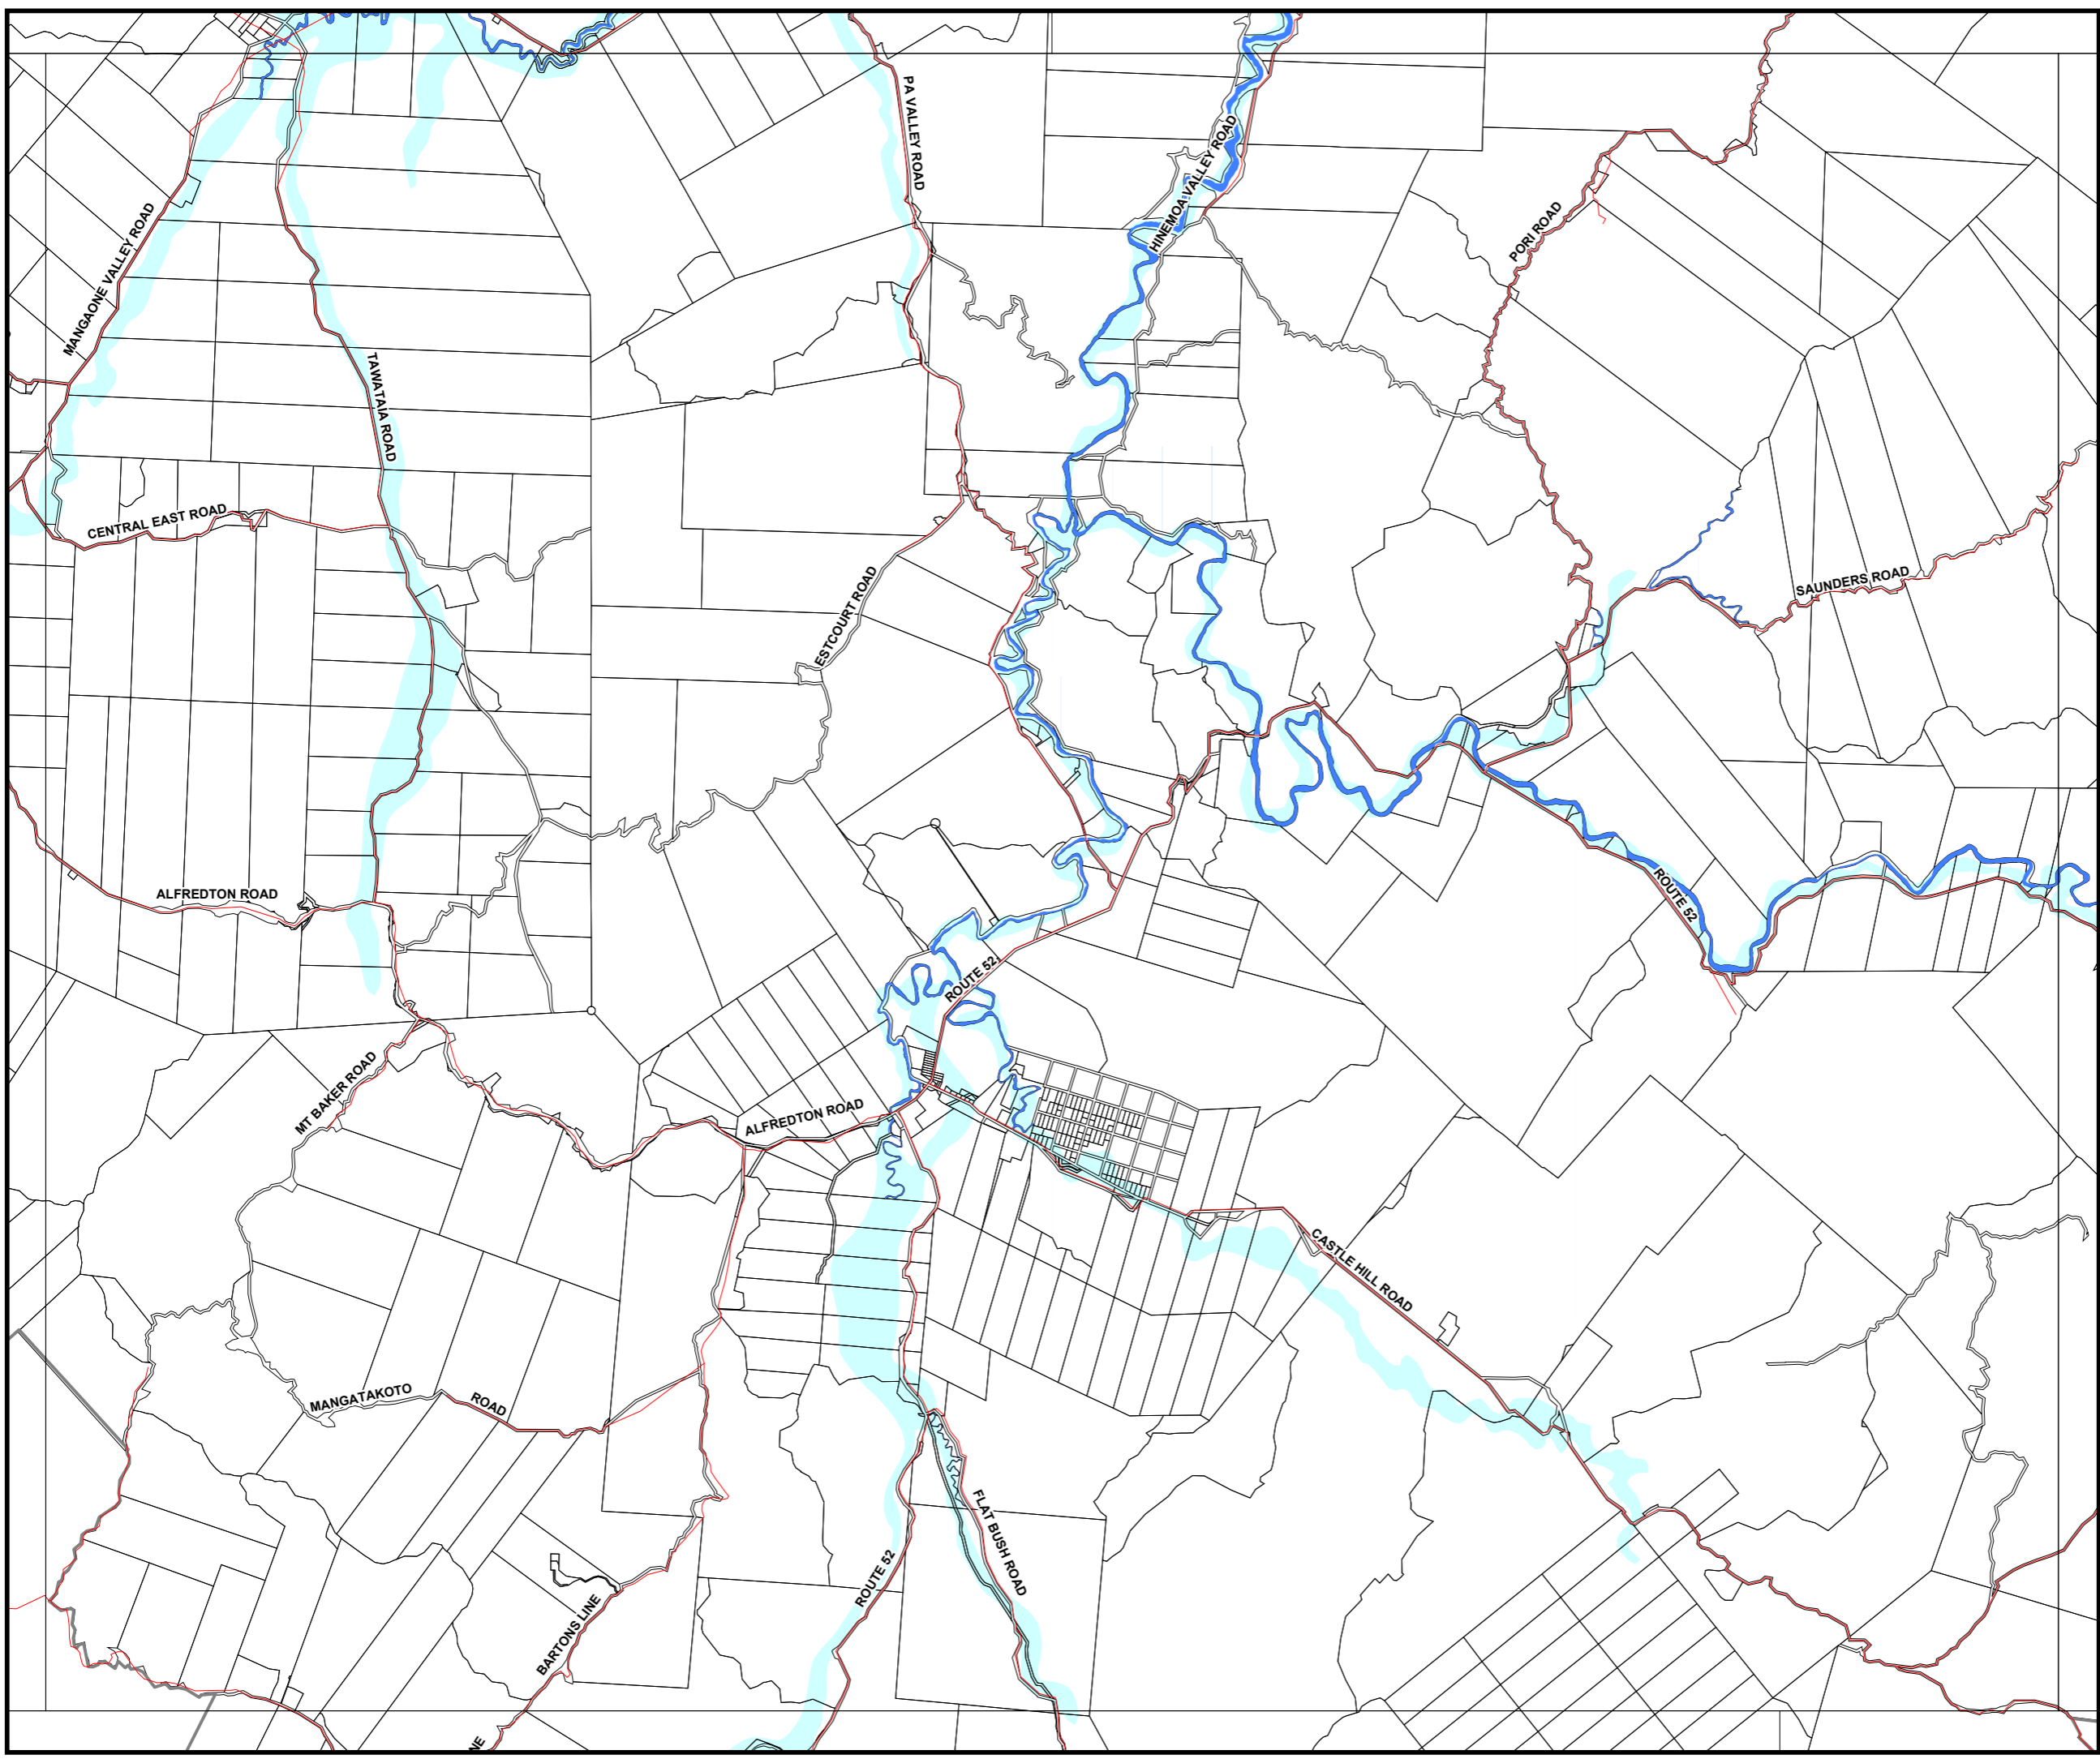 PA VALLEY ROAD
HINEMOA VALLEY ROAD
MANGAONE VALLEY ROAD
PORI ROAD
TAWATAIA ROAD
CENTRAL EAST ROAD
ESTCOURT ROAD
SAUNDERS ROAD
ALFREDTON ROAD
ROUTE 52
ROUTE 52
MT BAKER ROAD
ALFREDTON ROAD
CASTLE HILL ROAD
MANGATAKOTO
ROAD
FLAT BUSH ROAD
ROUTE 52
BARTONS LINE
NE